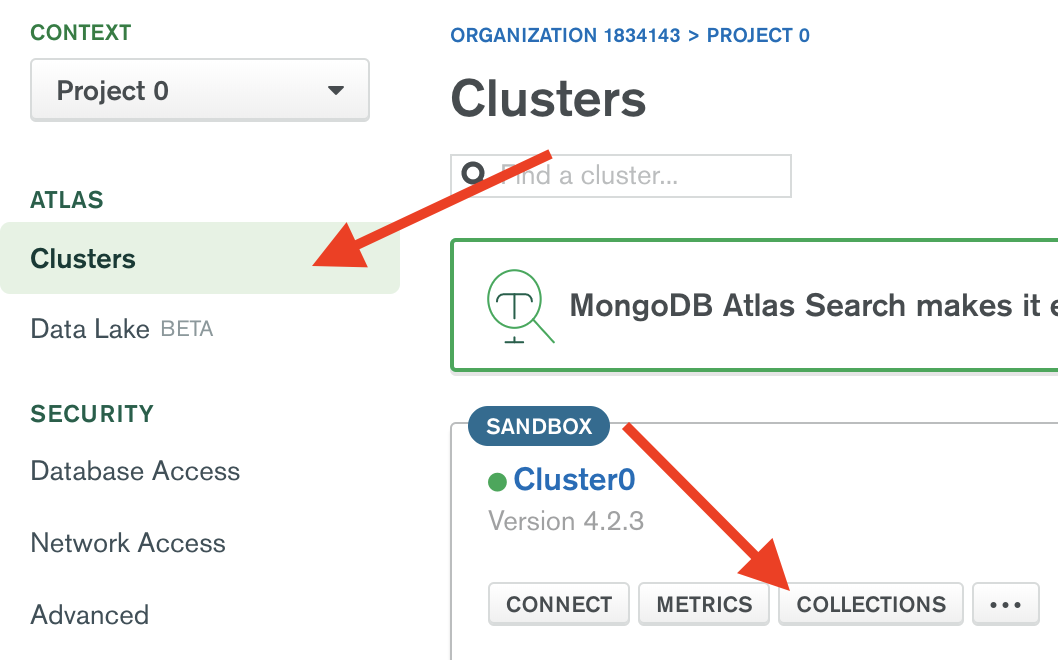 CONTEXT
Project 0
ATLAS
Clusters
Data Lake BETA
SECURITY
Database Access
Network Access
Advanced
ORGANIZATION 1834143 > PROJECT 0
Clusters
Find a cluster...
MongoDB Atlas Search makes it e
SANDBOX
Cluster0
Version 4.2.3
CONNECT METRICS COLLECTIONS •••